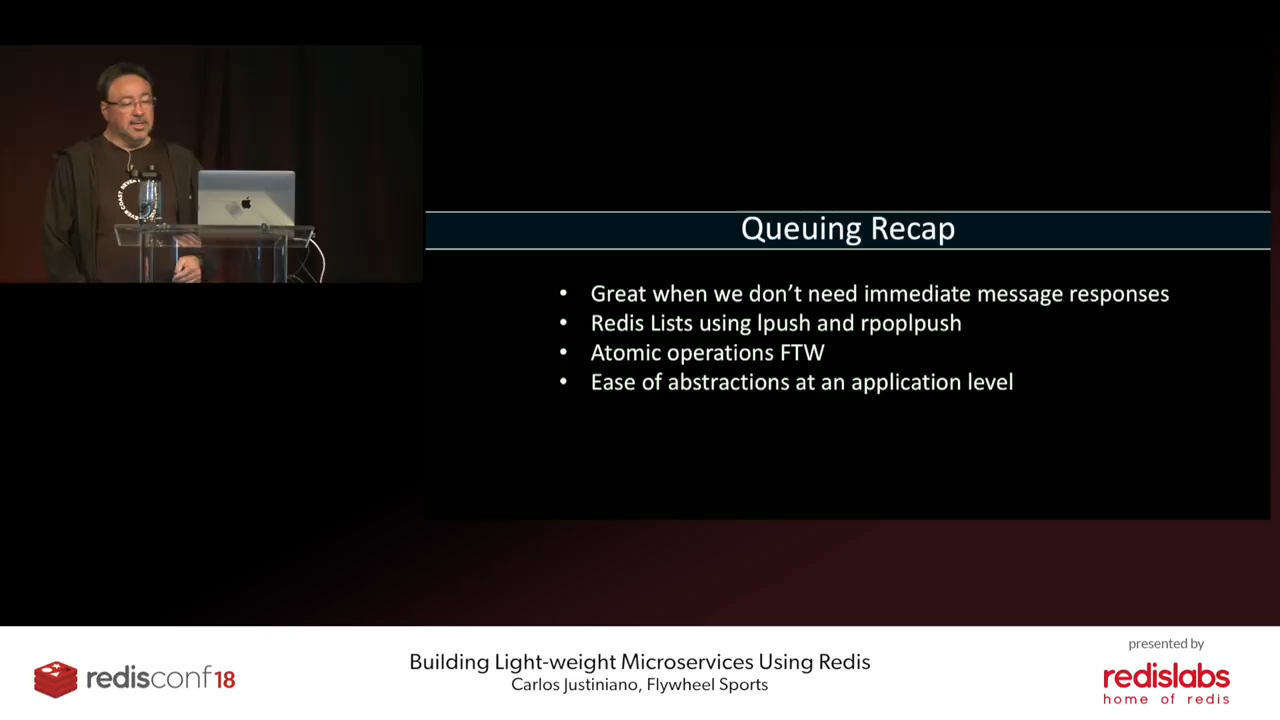 Queuing Recap
• Great when we don't need immediate message responses
• Redis Lists using lpush and rpoplpush
• Atomic operations FTW
• Ease of abstractions at an application level
redisconf18
Building Light-weight Microservices Using Redis
Carlos Justiniano, Flywheel Sports
presented by
redislabs
home of redis